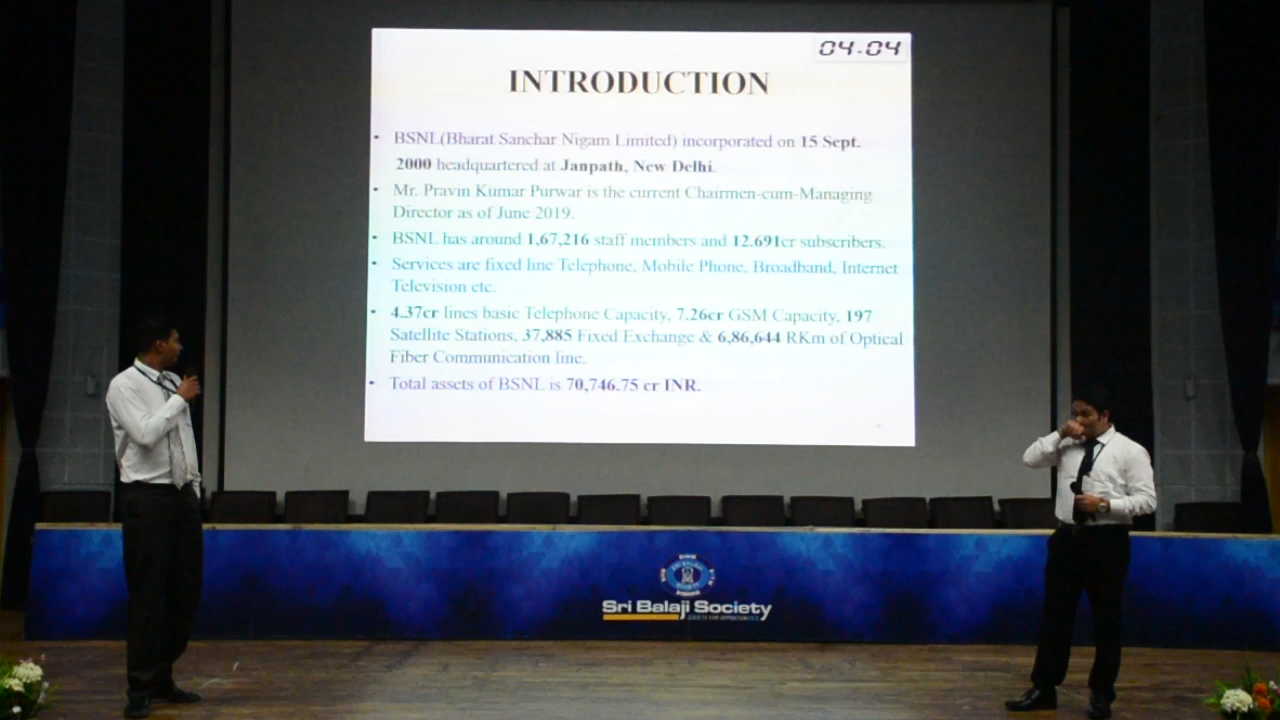 04-04
INTRODUCTION
• BSNL(Bharat Sanchar Nigam Limited) incorporated on 15 Sept.
2000 headquartered at Janpath, New Delhi.
• Mr. Pravin Kumar Purwar is the current Chairmen-cum-Managing
Director as of June 2019.
• BSNL has around 1,67,216 staff members and 12.691cr subscribers.
• Services are fixed line Telephone, Mobile Phone, Broadband, Internet
Television etc.
• 4.37cr lines basic Telephone Capacity, 7.26cr GSM Capacity, 197
Satellite Stations, 37,885 Fixed Exchange & 6,86,644 RKm of Optical
Fiber Communication line.
• Total assets of BSNL is 70,746.75 cr INR.
Sri Balaji Society